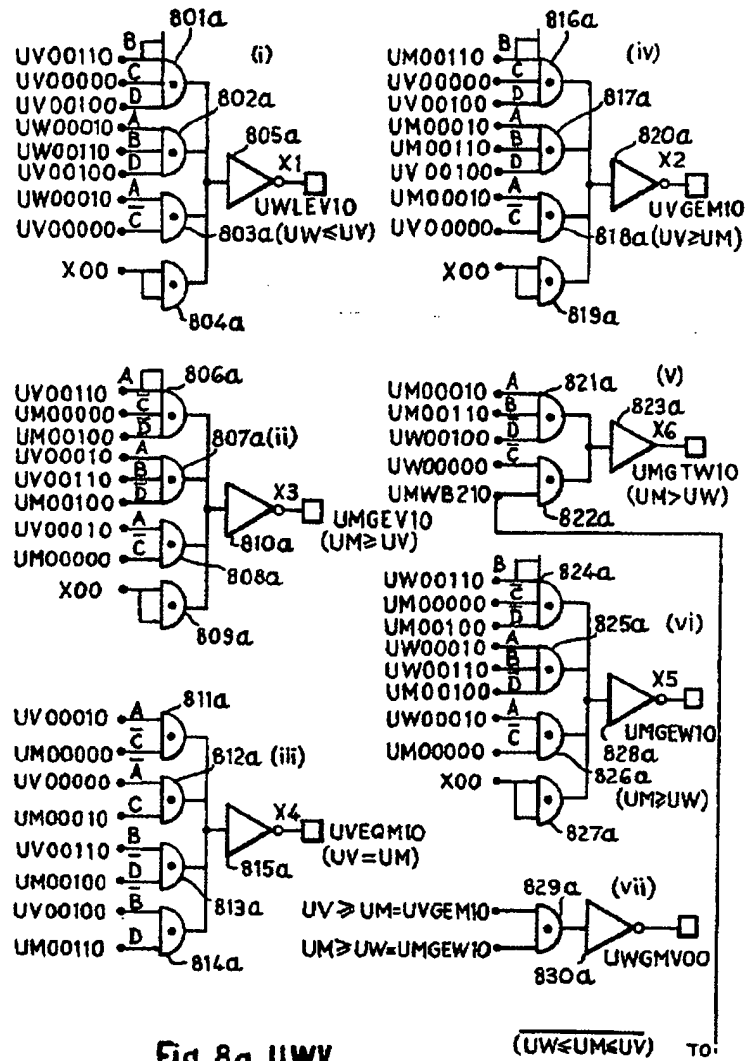 801a
B
(i)
UV00110
C
UV00000
D
UV00100
802a
UW00010 A
B
UW00110
D
UV00100
805a
X1
UW00010 A
C̅
UV00000
803a (UW≤UV)
UWLEV10
X00
804a
816a
B
(iv)
UM00110
C
UV00000
D
UV00100
817a
UM00010 A
B
UM00110
D
UV00100
820a
X2
UM00010 A
C̅
UV00000
818a (UV≥UM)
UVGEM10
X00
819a
A
806a
UV00110
C̅
UM00000
D̅
UM00100
807a (ii)
UV00010 A
B
UV00110
D̅
UM00100
X3
UV00010 A
C̅
UM00000
810a
UMGEV10
(UM≥UV)
808a
X00
809a
821a
(v)
UM00010 A
B
UM00110
D̅
UW00100
823a
X6
C̅
UW00000
UMWB210
822a
UMGTW10
(UM>UW)
B
824a
UW00110
C̅
UM00000
D̅
UM00100
825a (vi)
UW00010 A
B
UW00110
D̅
UM00100
X5
UW00010 A
C̅
UM00000
UMGEW10
828a
826a
(UM≥UW)
X00
827a
811a
UV00010 A
C̅
UM00000
812a (iii)
A̅
UV00000
C
UM00010
X4
UVEQM10
(UV=UM)
815a
B
UV00110
D̅
UM00100
813a
B̅
UV00100
D
UM00110
814a
829a
(vii)
UV≥UM=UVGEM10
UM≥UW=UMGEW10
830a
UWGMV00
(UW≤UM≤UV)
TO
Fig. 8a UWV